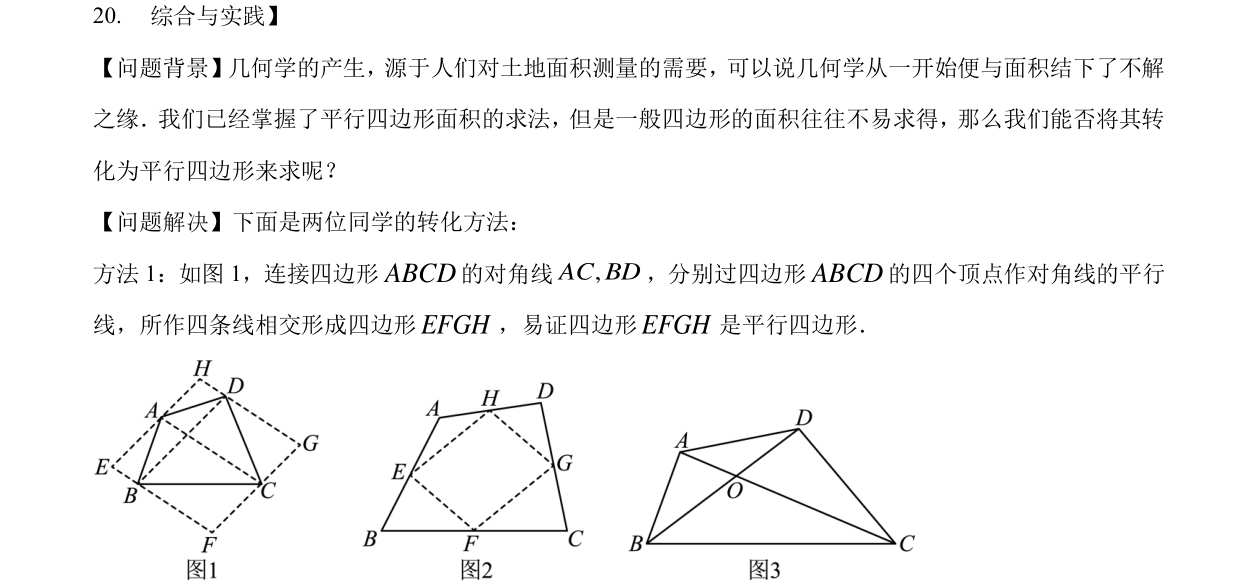 20. 综合与实践】
【问题背景】几何学的产生，源于人们对土地面积测量的需要，可以说几何学从一开始便与面积结下了不解
之缘．我们已经掌握了平行四边形面积的求法，但是一般四边形的面积往往不易求得，那么我们能否将其转
化为平行四边形来求呢？
【问题解决】下面是两位同学的转化方法：
方法 1：如图 1，连接四边形 ABCD 的对角线 AC, BD ，分别过四边形 ABCD 的四个顶点作对角线的平行
线，所作四条线相交形成四边形 EFGH ，易证四边形 EFGH 是平行四边形．
H
D
A
G
E
B
C
F
图1
D
H
A
E
G
B
F
C
图2
D
A
O
B
C
图3